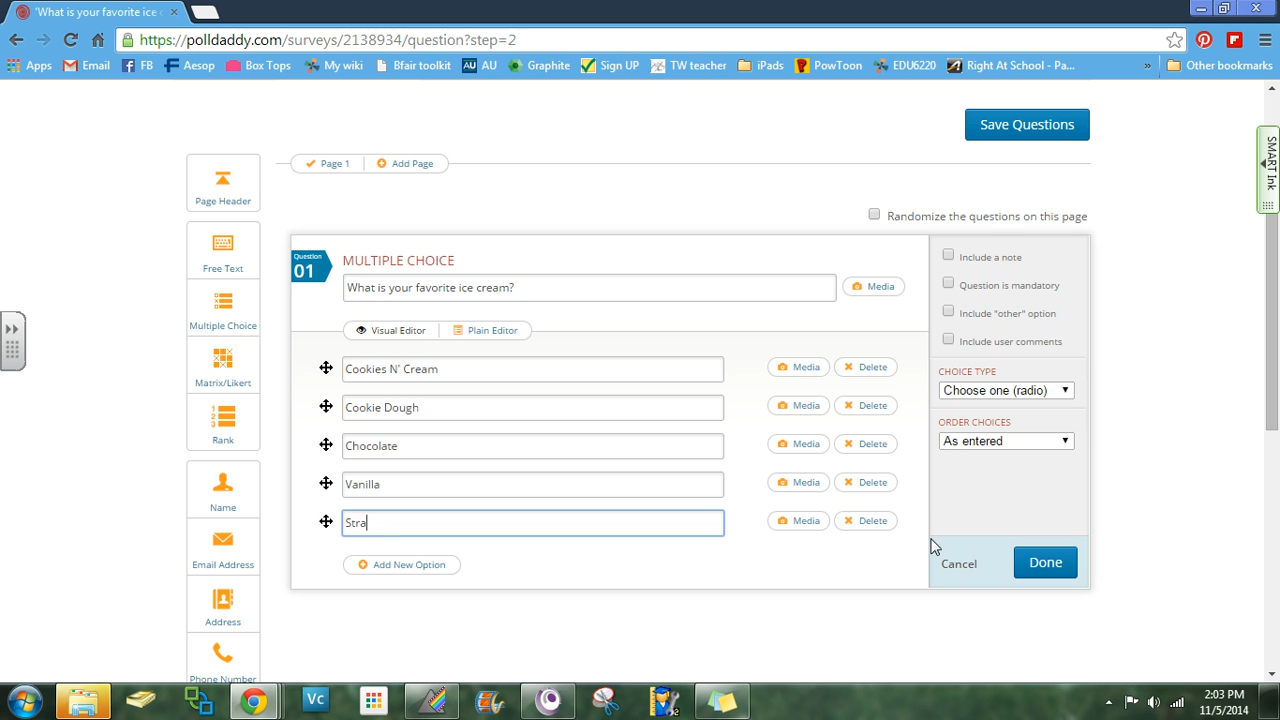 'What is your favorite ice c
https://polldaddy.com/surveys/2138934/question?step=2
Apps Email FB Aesop Box Tops My wiki Bfair toolkit AU AU Graphite Sign UP TW teacher iPads PowToon EDU6220 Right At School - Pa... » Other bookmarks
Save Questions
Page 1 Add Page
Page Header
Randomize the questions on this page
Free Text
Multiple Choice
Matrix/Likert
1
2
3
Rank
Name
Email Address
Address
Phone Number
Question
01
MULTIPLE CHOICE
What is your favorite ice cream?
Media
Visual Editor Plain Editor
Cookies N' Cream Media Delete
Cookie Dough Media Delete
Chocolate Media Delete
Vanilla Media Delete
Stra Media Delete
Add New Option
Include a note
Question is mandatory
Include "other" option
Include user comments
CHOICE TYPE
Choose one (radio)
ORDER CHOICES
As entered
Cancel Done
SMART Ink
Vc
2:03 PM
11/5/2014